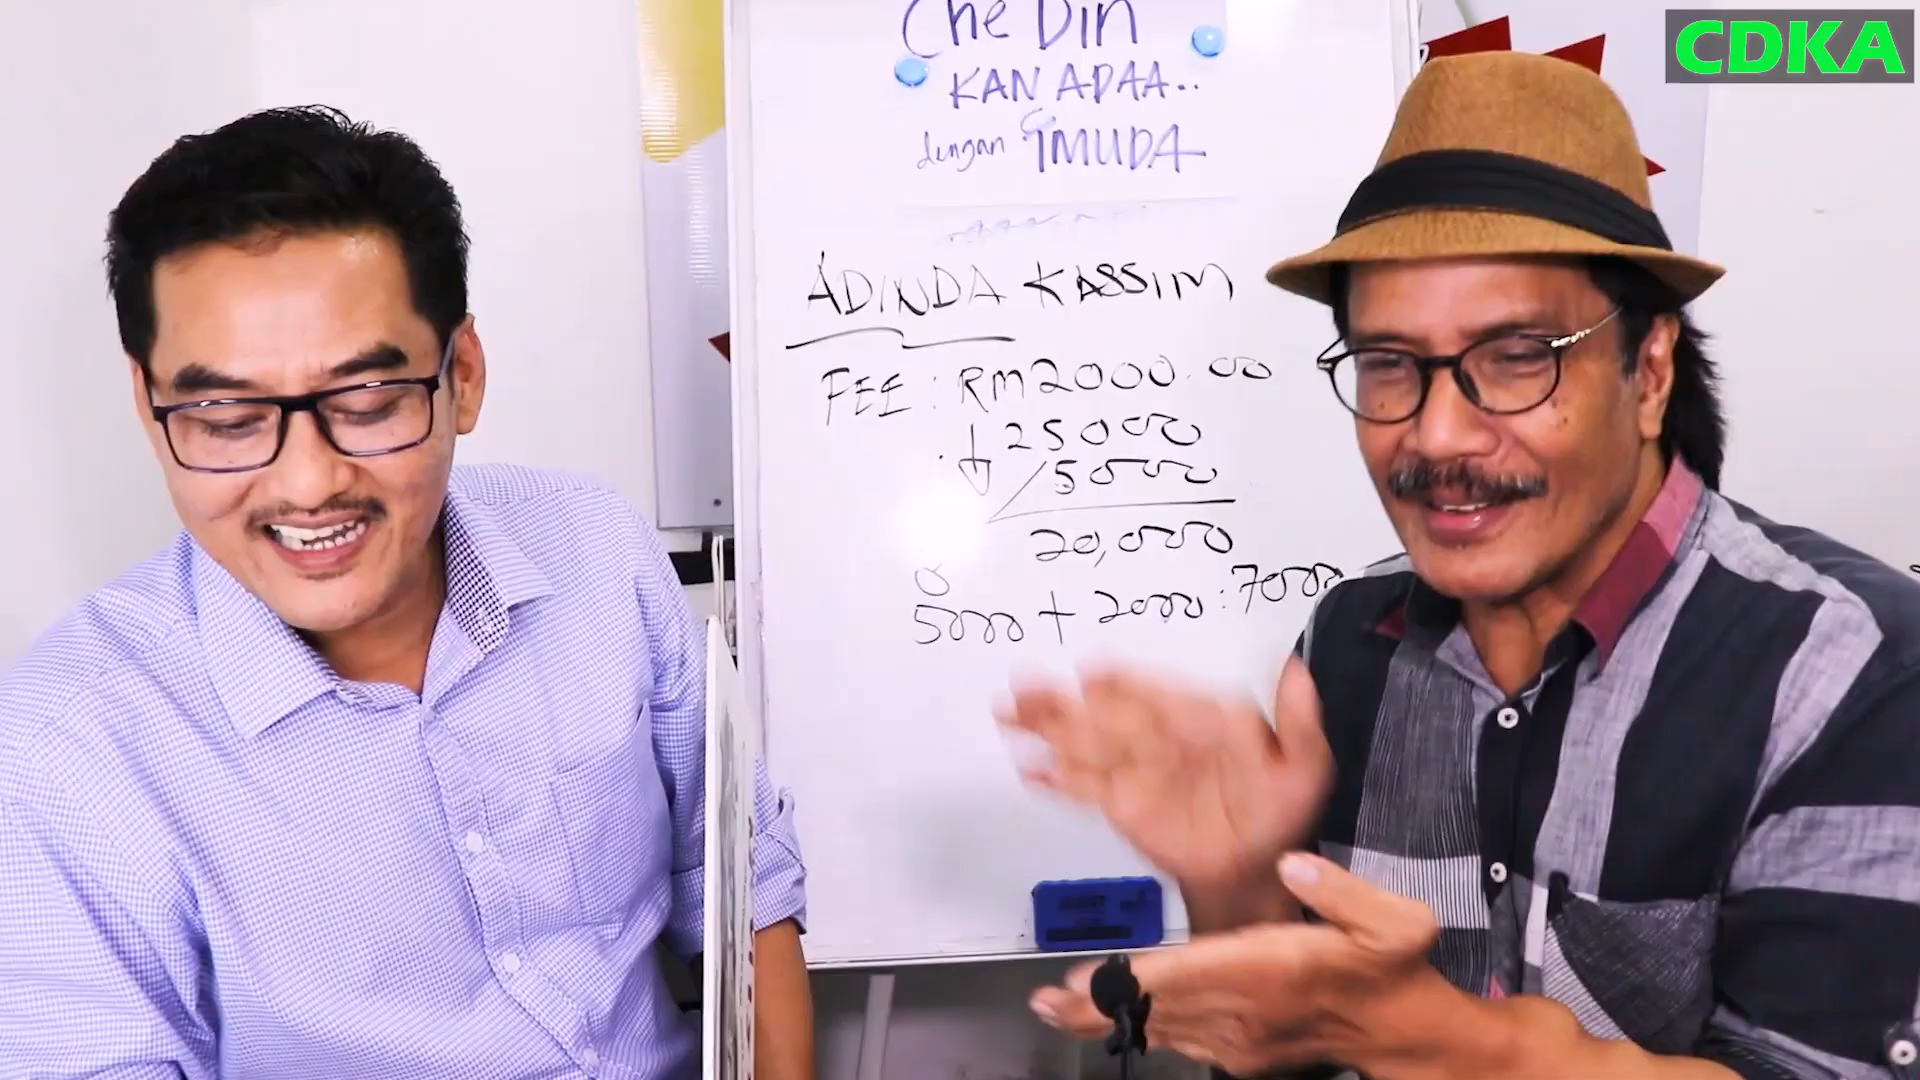 CDKA
Che Din
KAN ADAA..
dengan IMUDA
ADINDA KASSIM
FEE : RM2000.00
25000
5000
20,000
5000 + 2000 : 7000